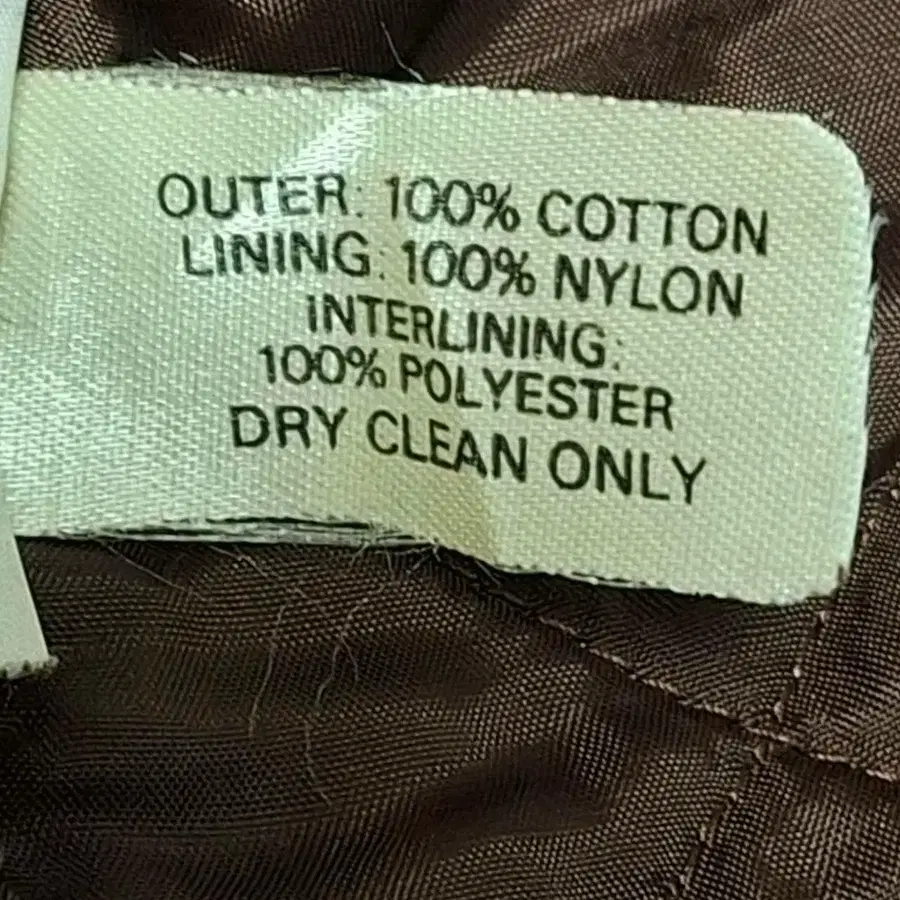 OUTER: 100% COTTON
LINING: 100% NYLON
INTERLINING:
100% POLYESTER
DRY CLEAN ONLY